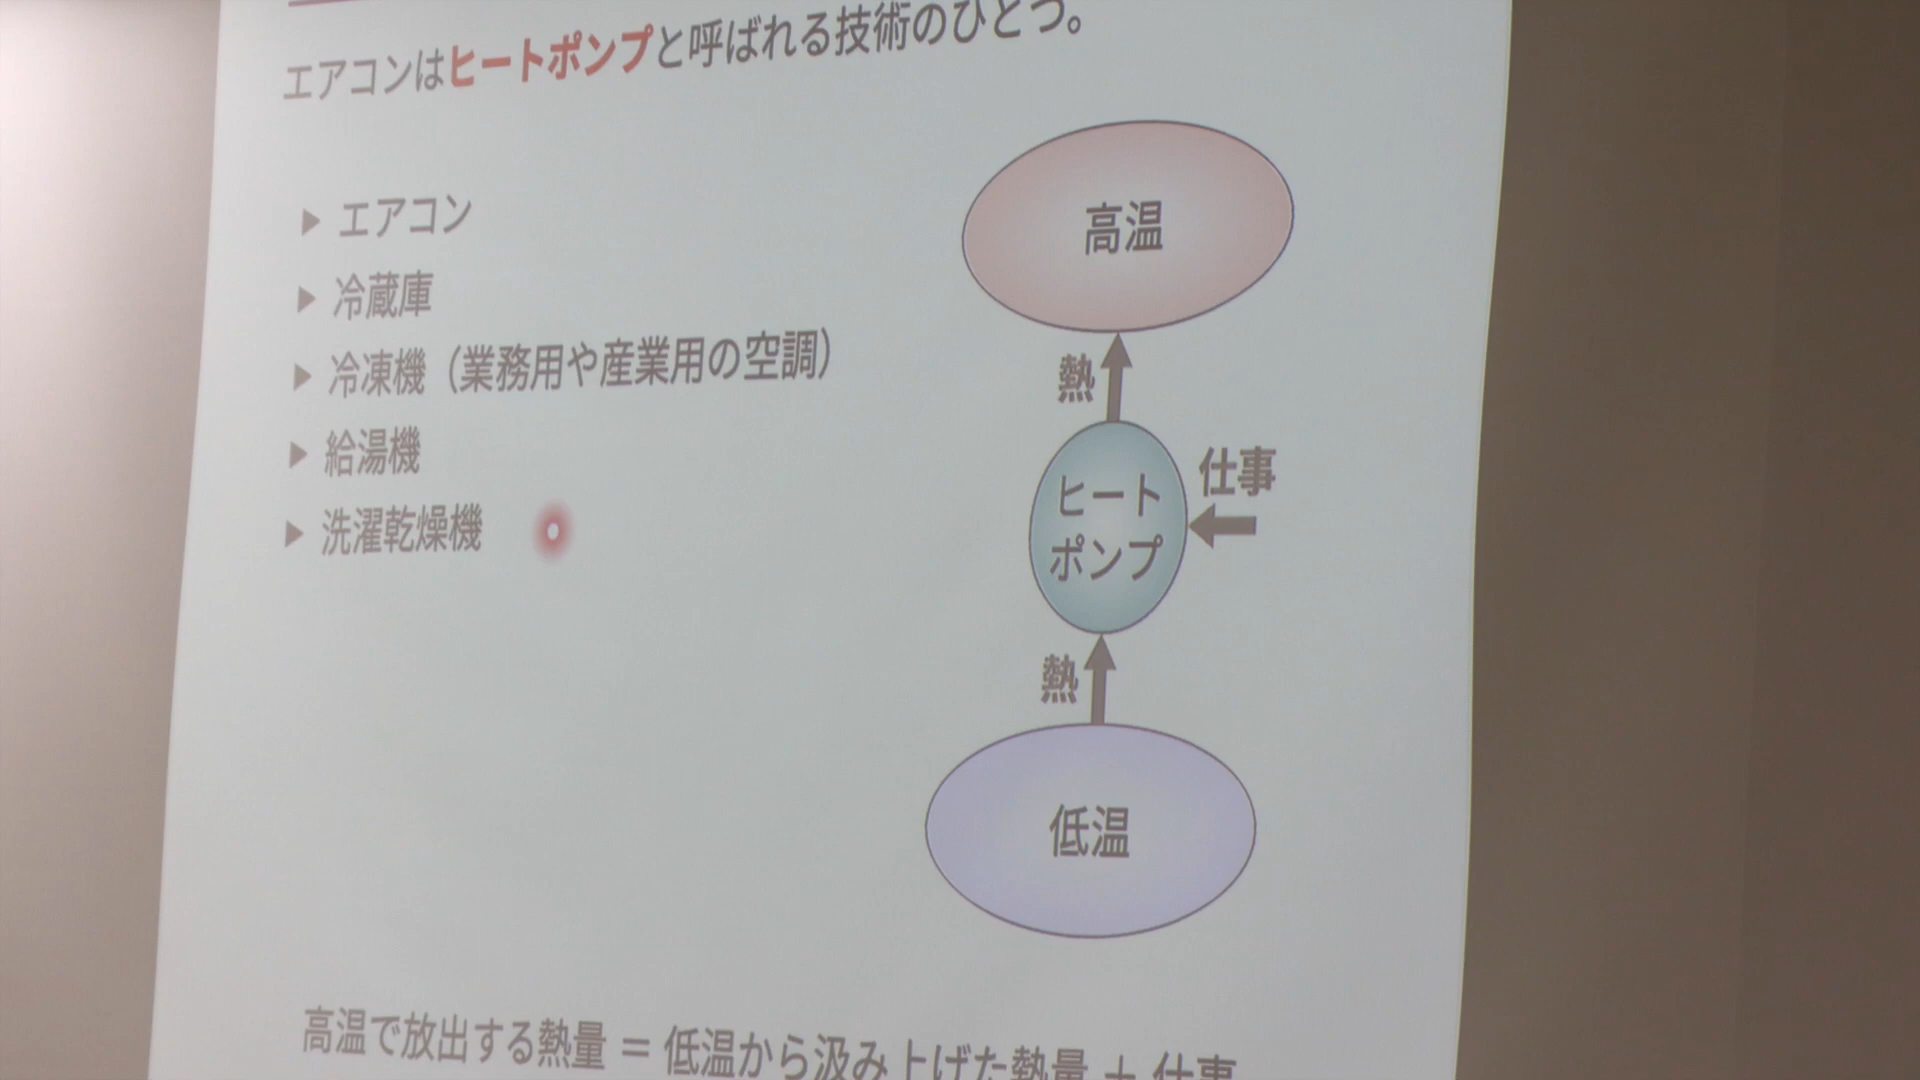 エアコンはヒートポンプと呼ばれる技術のひとつ。
▶ エアコン
▶ 冷蔵庫
▶ 冷凍機（業務用や産業用の空調）
▶ 給湯機
▶ 洗濯乾燥機
高温
熱
ヒート
ポンプ
仕事
熱
低温
高温で放出する熱量 = 低温から汲み上げた熱量 + 仕事